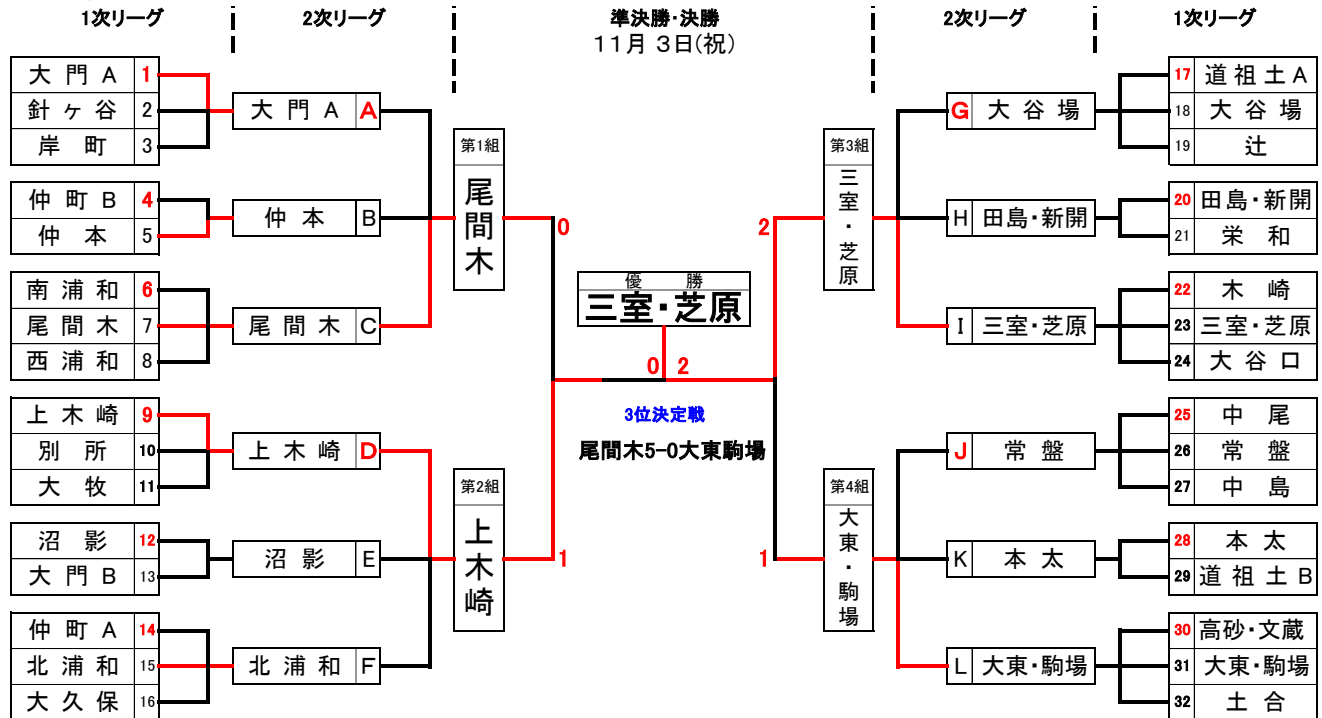 1次リーグ
2次リーグ
準決勝・決勝
11月 3日(祝)
2次リーグ
1次リーグ
大門A 1
針ヶ谷 2
岸町 3
仲町B 4
仲本 5
南浦和 6
尾間木 7
西浦和 8
上木崎 9
別所 10
大牧 11
沼影 12
大門B 13
仲町A 14
北浦和 15
大久保 16
大門A A
仲本 B
尾間木 C
上木崎 D
沼影 E
北浦和 F
第1組
尾間木
第2組
上木崎
0
1
優勝
三室・芝原
0 2
3位決定戦
尾間木5-0大東駒場
2
1
第3組
三室・芝原
第4組
大東・駒場
G 大谷場
H 田島・新開
I 三室・芝原
J 常盤
K 本太
L 大東・駒場
17 道祖土A
18 大谷場
19 辻
20 田島・新開
21 栄和
22 木崎
23 三室・芝原
24 大谷口
25 中尾
26 常盤
27 中島
28 本太
29 道祖土B
30 高砂・文蔵
31 大東・駒場
32 土合